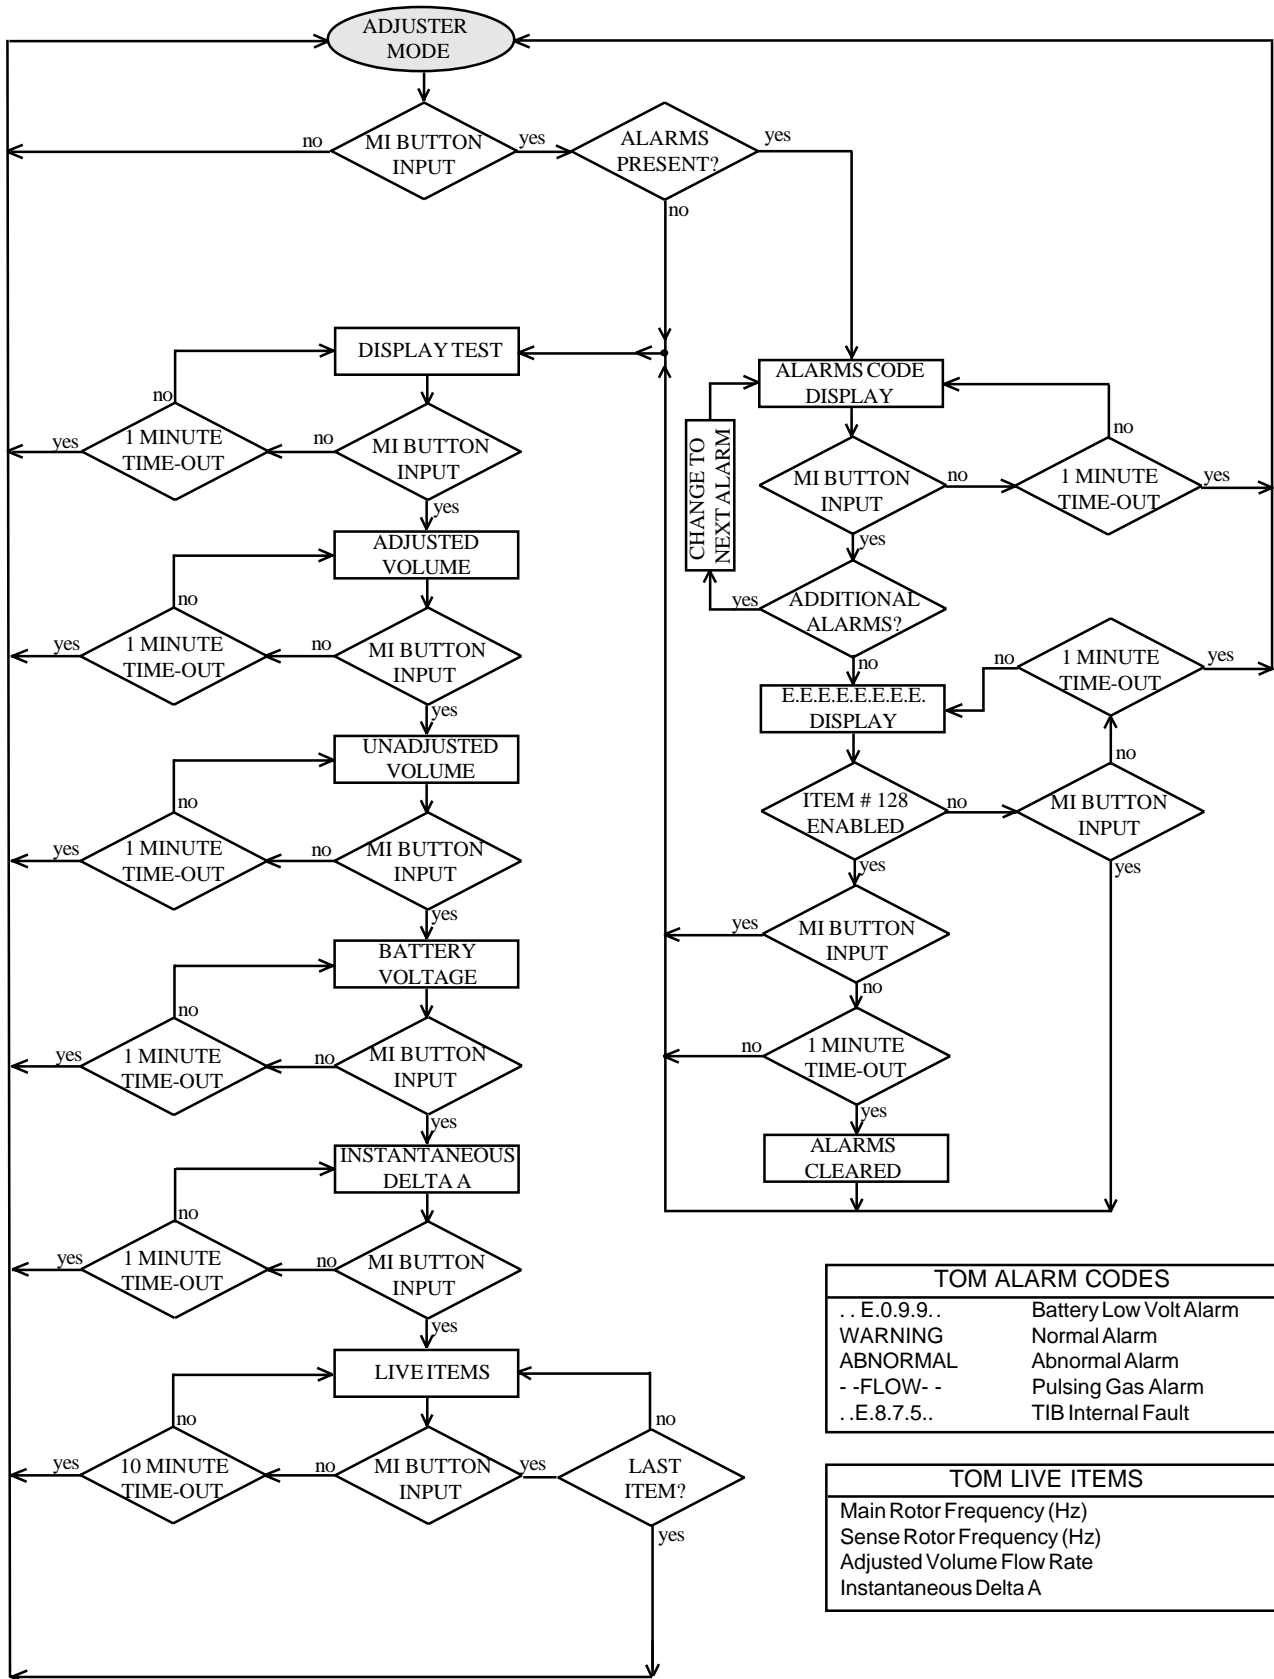 ADJUSTER
MODE
no
MI BUTTON
INPUT
yes
ALARMS
PRESENT?
yes
no
DISPLAY TEST
no
yes
1 MINUTE
TIME-OUT
no
MI BUTTON
INPUT
yes
ADJUSTED
VOLUME
no
yes
1 MINUTE
TIME-OUT
no
MI BUTTON
INPUT
yes
UNADJUSTED
VOLUME
no
yes
1 MINUTE
TIME-OUT
no
MI BUTTON
INPUT
yes
BATTERY
VOLTAGE
no
yes
1 MINUTE
TIME-OUT
no
MI BUTTON
INPUT
yes
INSTANTANEOUS
DELTA A
no
yes
1 MINUTE
TIME-OUT
no
MI BUTTON
INPUT
yes
LIVE ITEMS
no
yes
10 MINUTE
TIME-OUT
no
MI BUTTON
INPUT
yes
LAST
ITEM?
no
yes
ALARMS CODE
DISPLAY
CHANGE TO
NEXT ALARM
no
MI BUTTON
INPUT
no
1 MINUTE
TIME-OUT
yes
yes
yes
ADDITIONAL
ALARMS?
no
E.E.E.E.E.E.E.E.
DISPLAY
no
1 MINUTE
TIME-OUT
yes
no
ITEM # 128
ENABLED
no
MI BUTTON
INPUT
yes
yes
yes
MI BUTTON
INPUT
no
no
1 MINUTE
TIME-OUT
yes
ALARMS
CLEARED
TOM ALARM CODES
. . E.0.9.9. . Battery Low Volt Alarm
WARNING Normal Alarm
ABNORMAL Abnormal Alarm
- -FLOW- - Pulsing Gas Alarm
. .E.8.7.5.. TIB Internal Fault
TOM LIVE ITEMS
Main Rotor Frequency (Hz)
Sense Rotor Frequency (Hz)
Adjusted Volume Flow Rate
Instantaneous Delta A